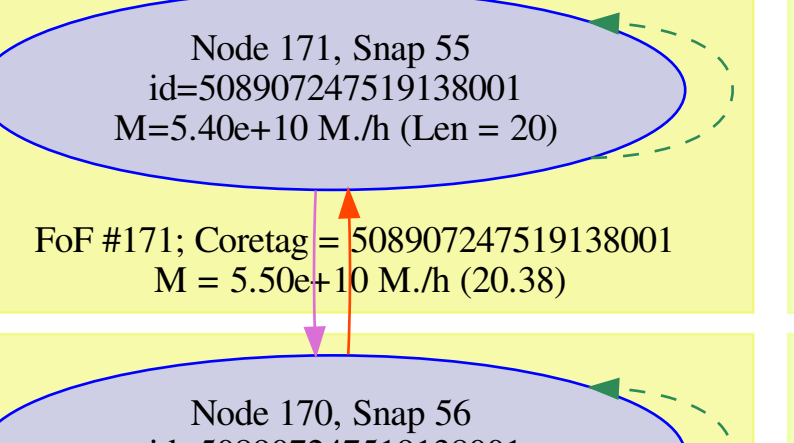 Node 171, Snap 55
id=508907247519138001
M=5.40e+10 M./h (Len = 20)
FoF #171; Coretag = 508907247519138001
M = 5.50e+10 M./h (20.38)
Node 170, Snap 56